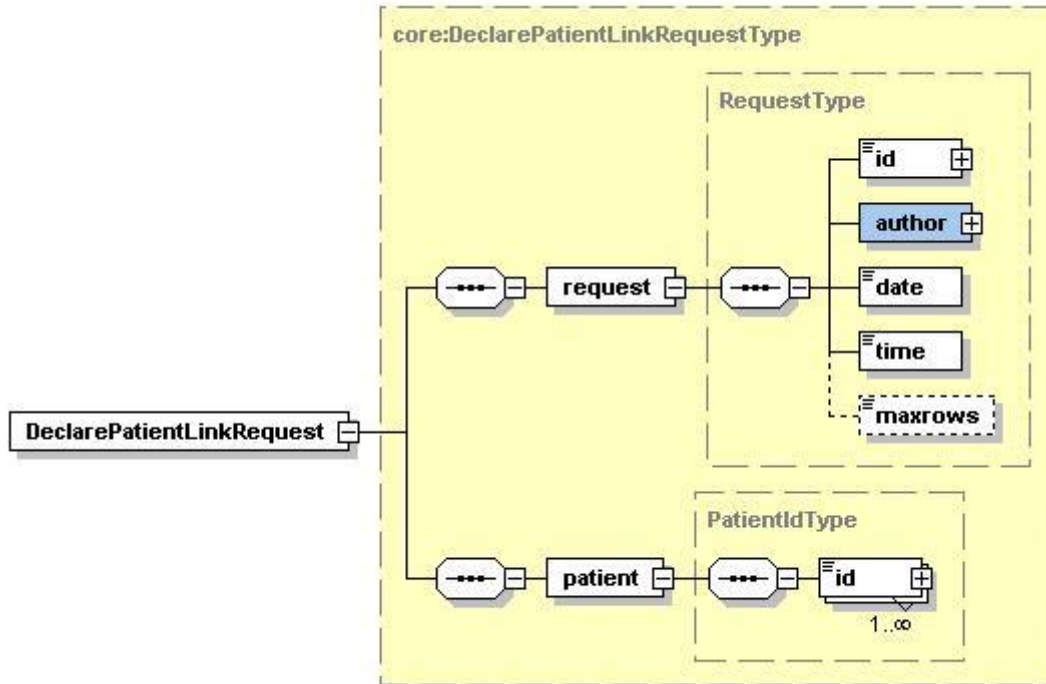 core:DeclarePatientLinkRequestType
RequestType
id
author
request
date
time
maxrows
DeclarePatientLinkRequest
PatientIdType
patient
id
1..∞